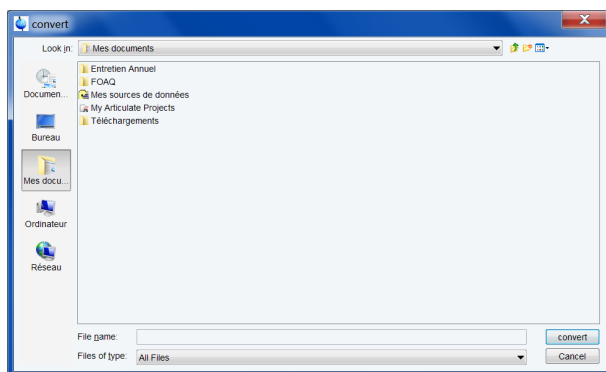 convert
Look in: Mes documents
Entretien Annuel
FOAQ
Mes sources de données
My Articulate Projects
Téléchargements
Documen...
Bureau
Mes docu...
Ordinateur
Réseau
File name:
convert
Files of type: All Files
Cancel